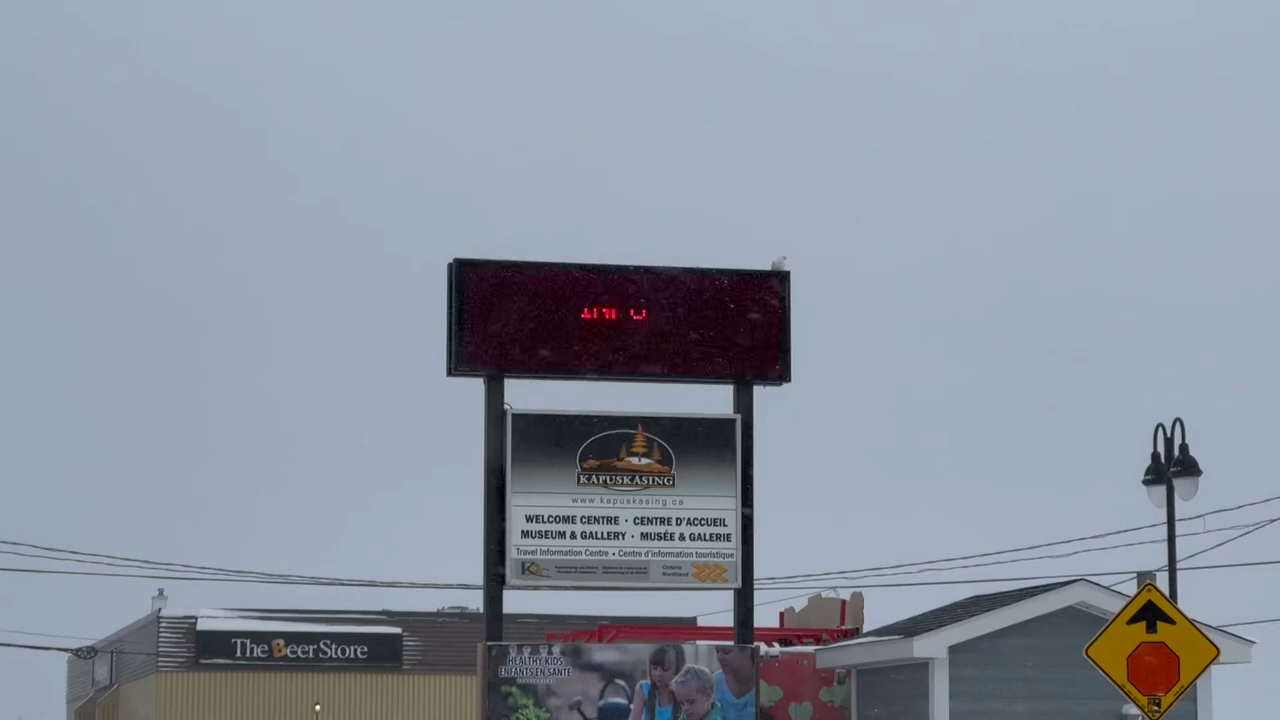 KAPUSKASING
www.kapuskasing.ca
WELCOME CENTRE · CENTRE D'ACCUEIL
MUSEUM & GALLERY · MUSÉE & GALERIE
Travel Information Centre • Centre d'information touristique
Ontario
Northland
The Beer Store
HEALTHY KIDS
ENFANTS EN SANTÉ